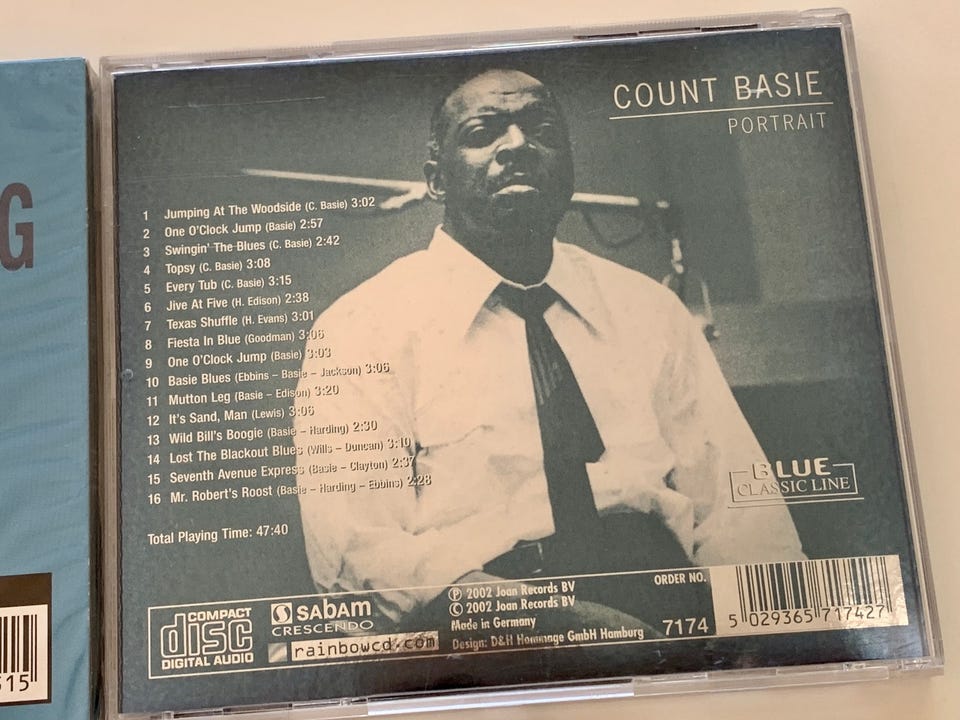 G
515
COUNT BASIE
PORTRAIT
1 Jumping At The Woodside (C. Basie) 3:02
2 One O'Clock Jump (Basie) 2:57
3 Swingin' The Blues (C. Basie) 2:42
4 Topsy (C. Basie) 3:08
5 Every Tub (C. Basie) 3:15
6 Jive At Five (H. Edison) 2:38
7 Texas Shuffle (H. Evans) 3:01
8 Fiesta In Blue (Goodman) 3:06
9 One O'Clock Jump (Basie) 3:03
10 Basie Blues (Ebbins – Basie – Jackson) 3:06
11 Mutton Leg (Basie – Edison) 3:20
12 It's Sand, Man (Lewis) 3:06
13 Wild Bill's Boogie (Basie – Harding) 2:30
14 Lost The Blackout Blues (Wills – Duncan) 3:10
15 Seventh Avenue Express (Basie – Clayton) 2:37
16 Mr. Robert's Roost (Basie – Harding – Ebbins) 2:28
Total Playing Time: 47:40
BLUE
CLASSIC LINE
COMPACT
disc
DIGITAL AUDIO
sabam
CRESCENDO
rainbowcd.com
℗ 2002 Joan Records BV
© 2002 Joan Records BV
Made in Germany
Design: D&H Hommage GmbH Hamburg
ORDER NO.
7174
5 029365 717427